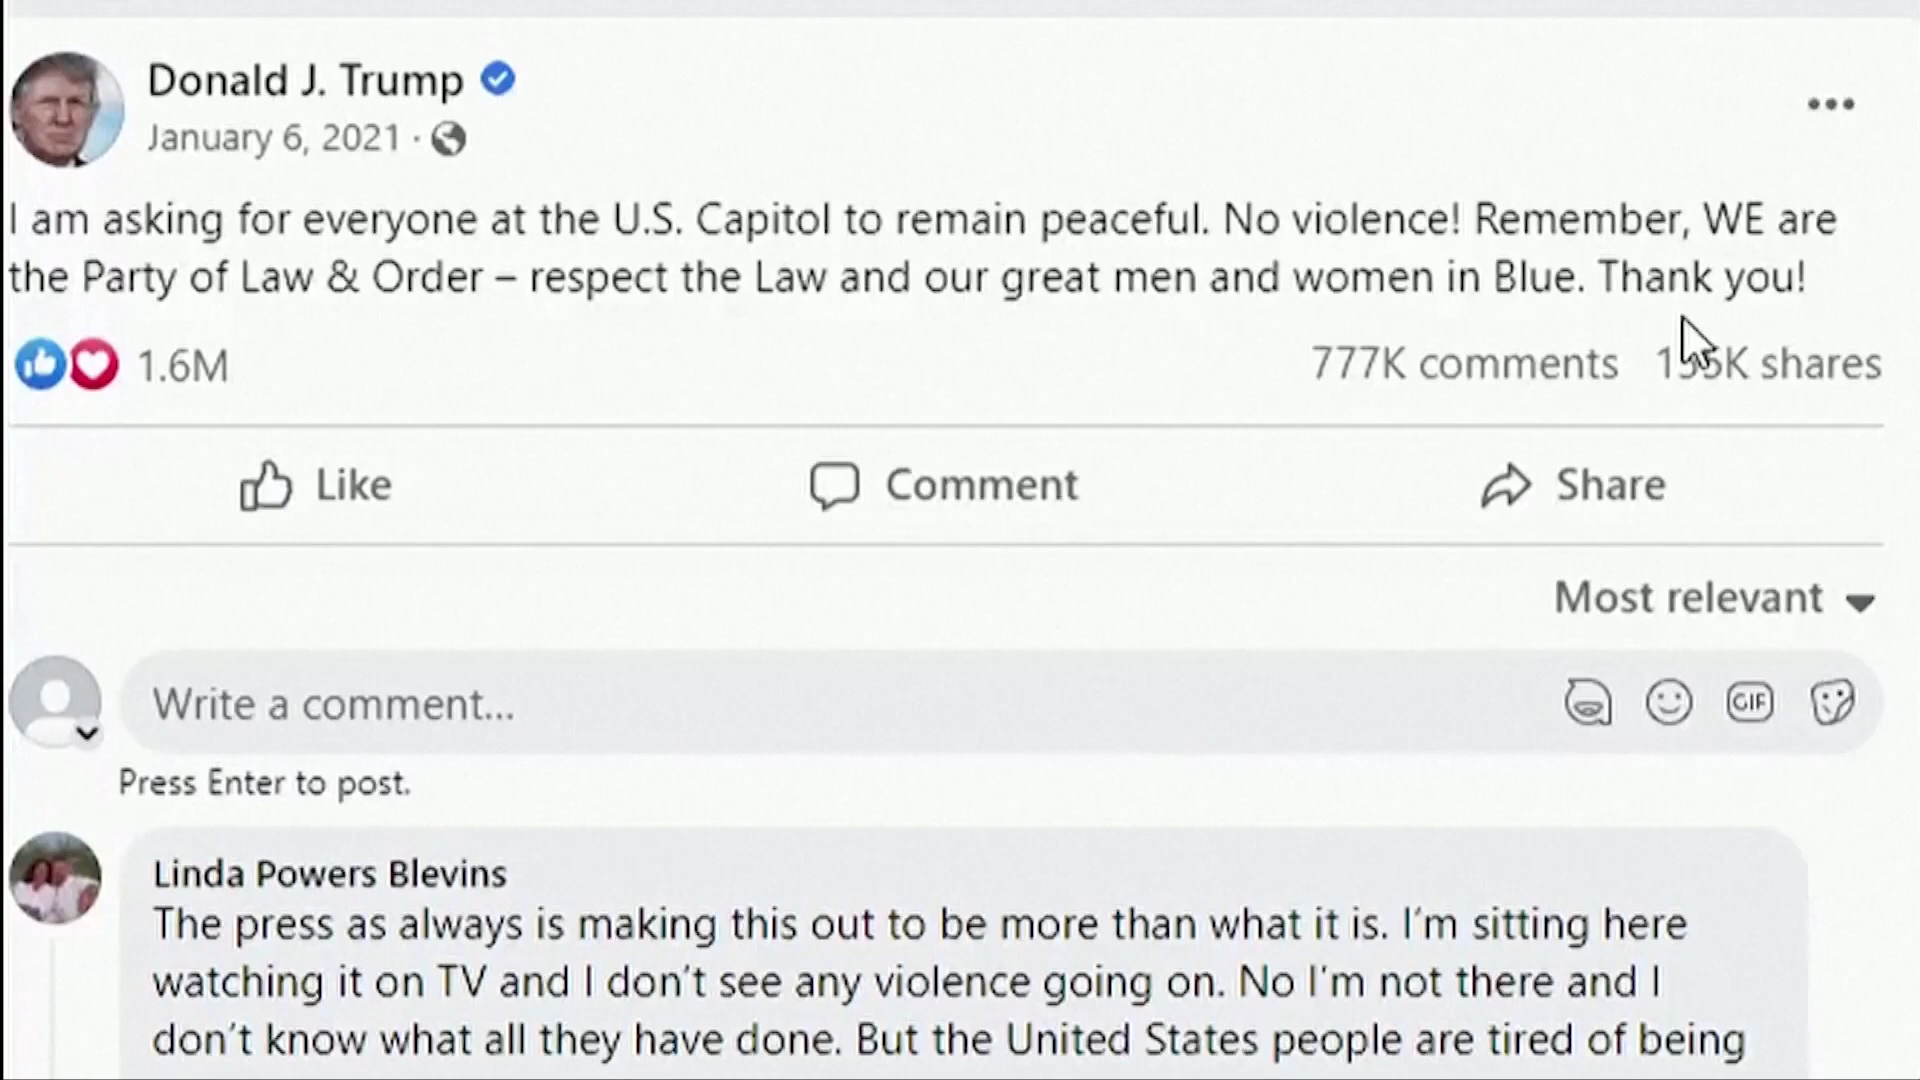 Donald J. Trump
January 6, 2021 ·
I am asking for everyone at the U.S. Capitol to remain peaceful. No violence! Remember, WE are
the Party of Law & Order – respect the Law and our great men and women in Blue. Thank you!
1.6M 777K comments shares
Like Comment Share
Most relevant
Write a comment... GIF
Press Enter to post.
Linda Powers Blevins
The press as always is making this out to be more than what it is. I'm sitting here
watching it on TV and I don't see any violence going on. No I'm not there and I
don't know what all they have done. But the United States people are tired of being